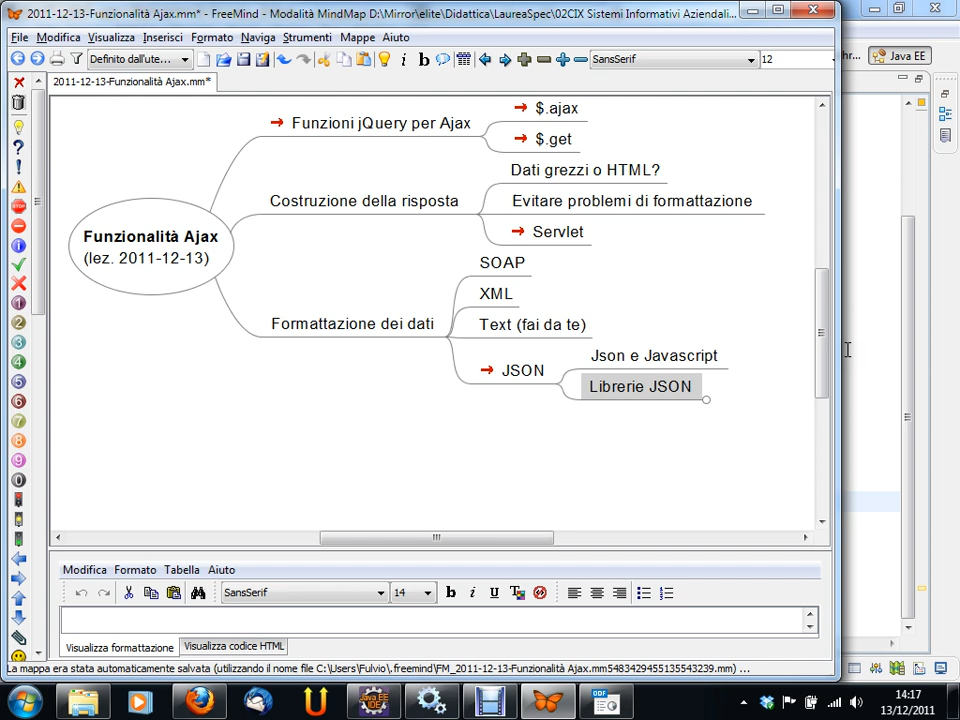 2011-12-13-Funzionalità Ajax.mm* - FreeMind - Modalità MindMap D:\Mirror\elite\Didattica\LaureaSpec\02CIX Sistemi Informativi Aziendali...
File Modifica Visualizza Inserisci Formato Naviga Strumenti Mappe Aiuto
Definito dall'ute... SansSerif 12
Java EE
2011-12-13-Funzionalità Ajax.mm*
Funzioni jQuery per Ajax
$.ajax
$.get
Costruzione della risposta
Dati grezzi o HTML?
Evitare problemi di formattazione
Servlet
Funzionalità Ajax
(lez. 2011-12-13)
Formattazione dei dati
SOAP
XML
Text (fai da te)
JSON
Json e Javascript
Librerie JSON
Modifica Formato Tabella Aiuto
SansSerif 14
Visualizza formattazione Visualizza codice HTML
La mappa era stata automaticamente salvata (utilizzando il nome file C:\Users\Fulvio\.freemind\FM_2011-12-13-Funzionalità Ajax.mm5483429455135543239.mm) ...
14:17
13/12/2011